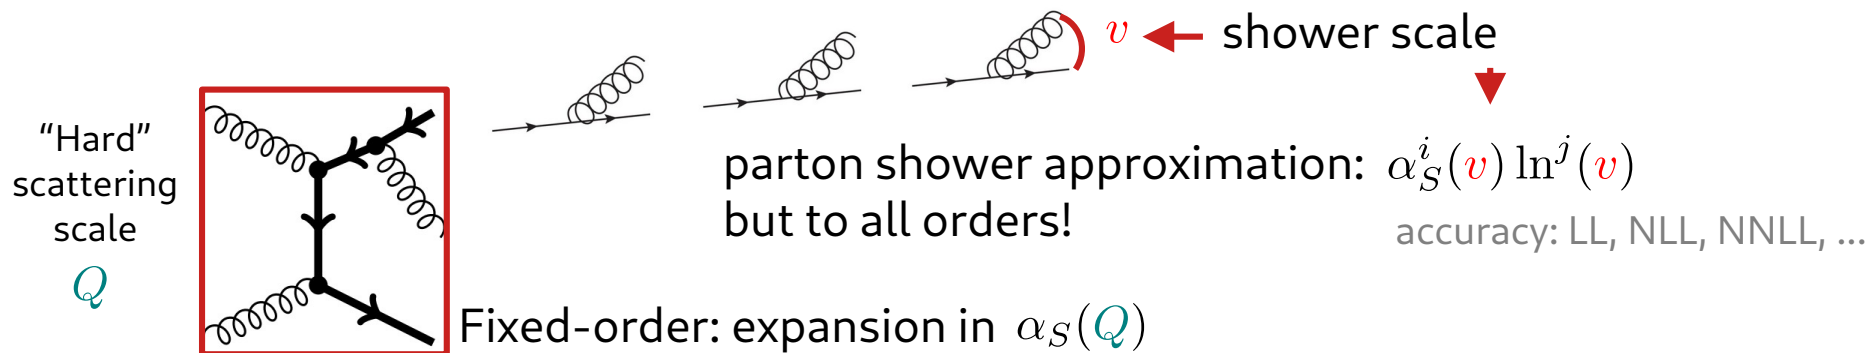 v
shower scale
“Hard”
scattering
scale
Q
parton shower approximation: α_S^i(v) ln^j(v)
but to all orders!
accuracy: LL, NLL, NNLL, ...
Fixed-order: expansion in α_S(Q)